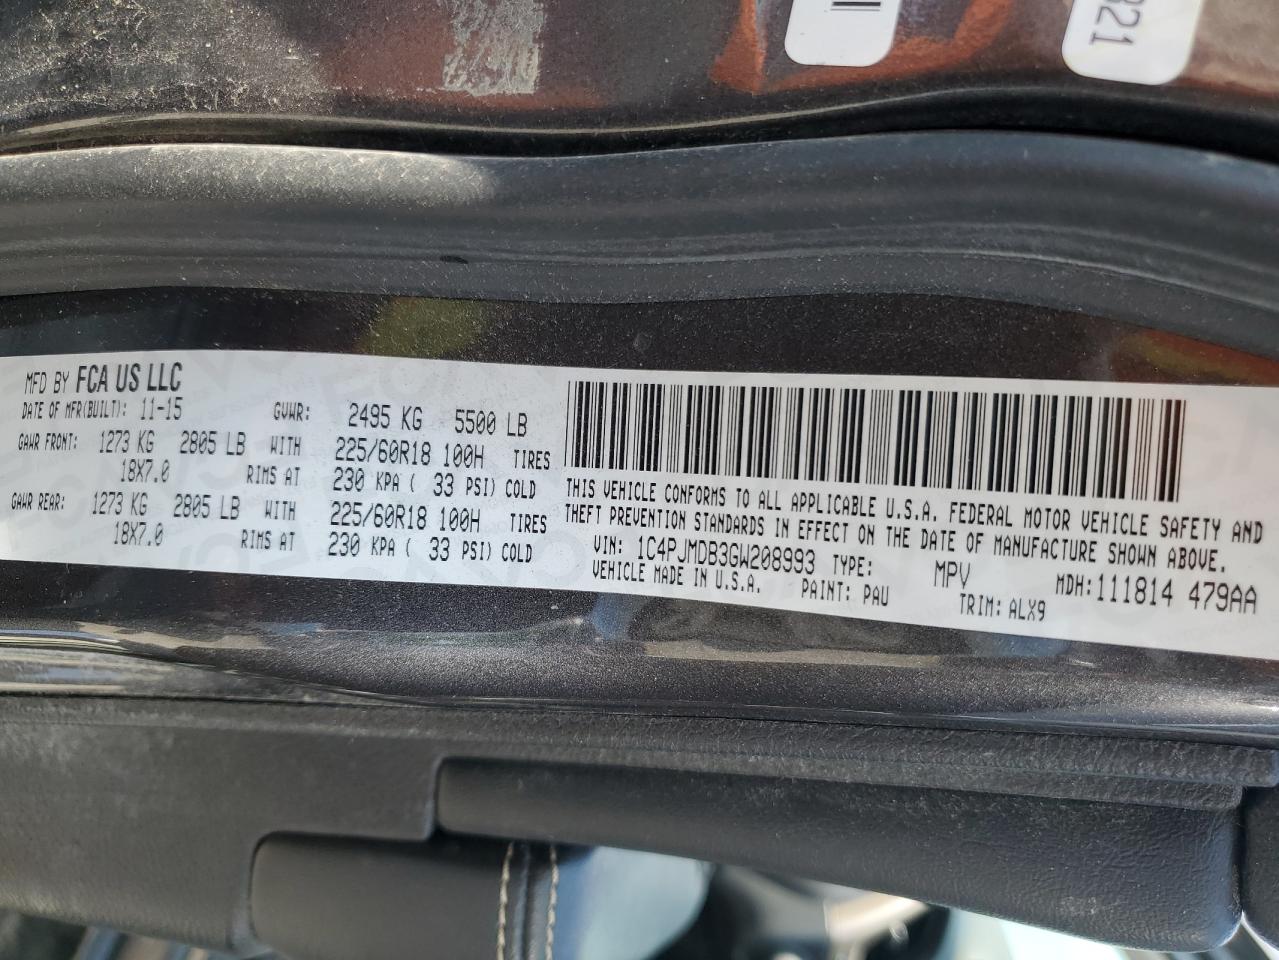 321
MFD BY FCA US LLC
DATE OF MFR(BUILT): 11-15 GVWR: 2495 KG 5500 LB
GAWR FRONT: 1273 KG 2805 LB WITH 225/60R18 100H TIRES
18X7.0 RIMS AT 230 KPA ( 33 PSI) COLD
GAWR REAR: 1273 KG 2805 LB WITH 225/60R18 100H TIRES
18X7.0 RIMS AT 230 KPA ( 33 PSI) COLD
THIS VEHICLE CONFORMS TO ALL APPLICABLE U.S.A. FEDERAL MOTOR VEHICLE SAFETY AND
THEFT PREVENTION STANDARDS IN EFFECT ON THE DATE OF MANUFACTURE SHOWN ABOVE.
VIN: 1C4PJMDB3GW208993 TYPE: MPV MDH:111814 479AA
VEHICLE MADE IN U.S.A. PAINT: PAU TRIM: ALX9